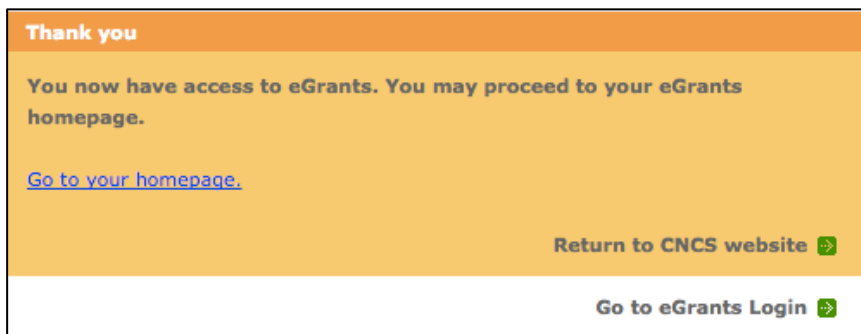 Thank you
You now have access to eGrants. You may proceed to your eGrants
homepage.
Go to your homepage.
Return to CNCS website
Go to eGrants Login